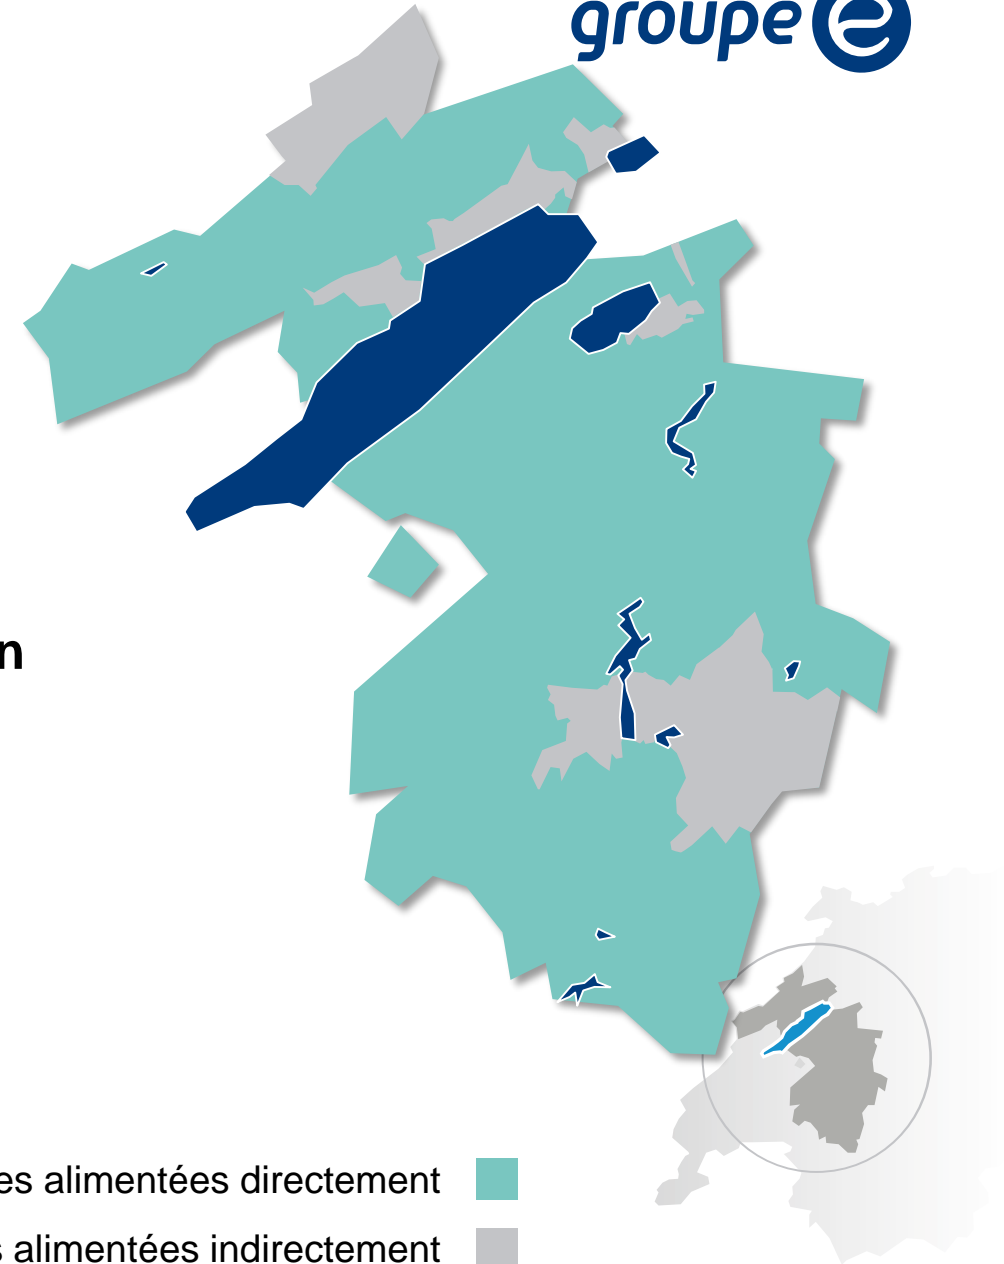 groupe e
n
es alimentées directement
s alimentées indirectement